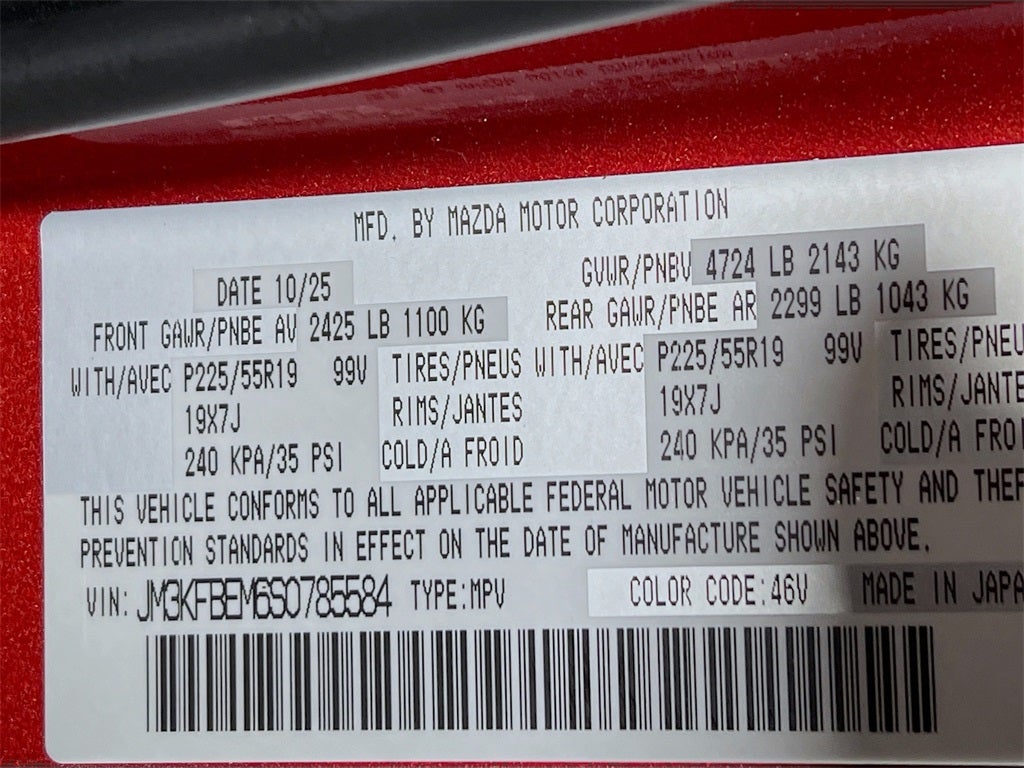 MFD. BY MAZDA MOTOR CORPORATION
DATE 10/25 GVWR/PNBV 4724 LB 2143 KG
FRONT GAWR/PNBE AV 2425 LB 1100 KG REAR GAWR/PNBE AR 2299 LB 1043 KG
WITH/AVEC P225/55R19 99V TIRES/PNEUS WITH/AVEC P225/55R19 99V TIRES/PNEU
19X7J RIMS/JANTES 19X7J RIMS/JANTE
240 KPA/35 PSI COLD/A FROID 240 KPA/35 PSI COLD/A FROI
THIS VEHICLE CONFORMS TO ALL APPLICABLE FEDERAL MOTOR VEHICLE SAFETY AND THEF
PREVENTION STANDARDS IN EFFECT ON THE DATE OF MANUFACTURE SHOWN ABOVE.
VIN: JM3KFBEM6S0785584 TYPE:MPV COLOR CODE:46V MADE IN JAPA